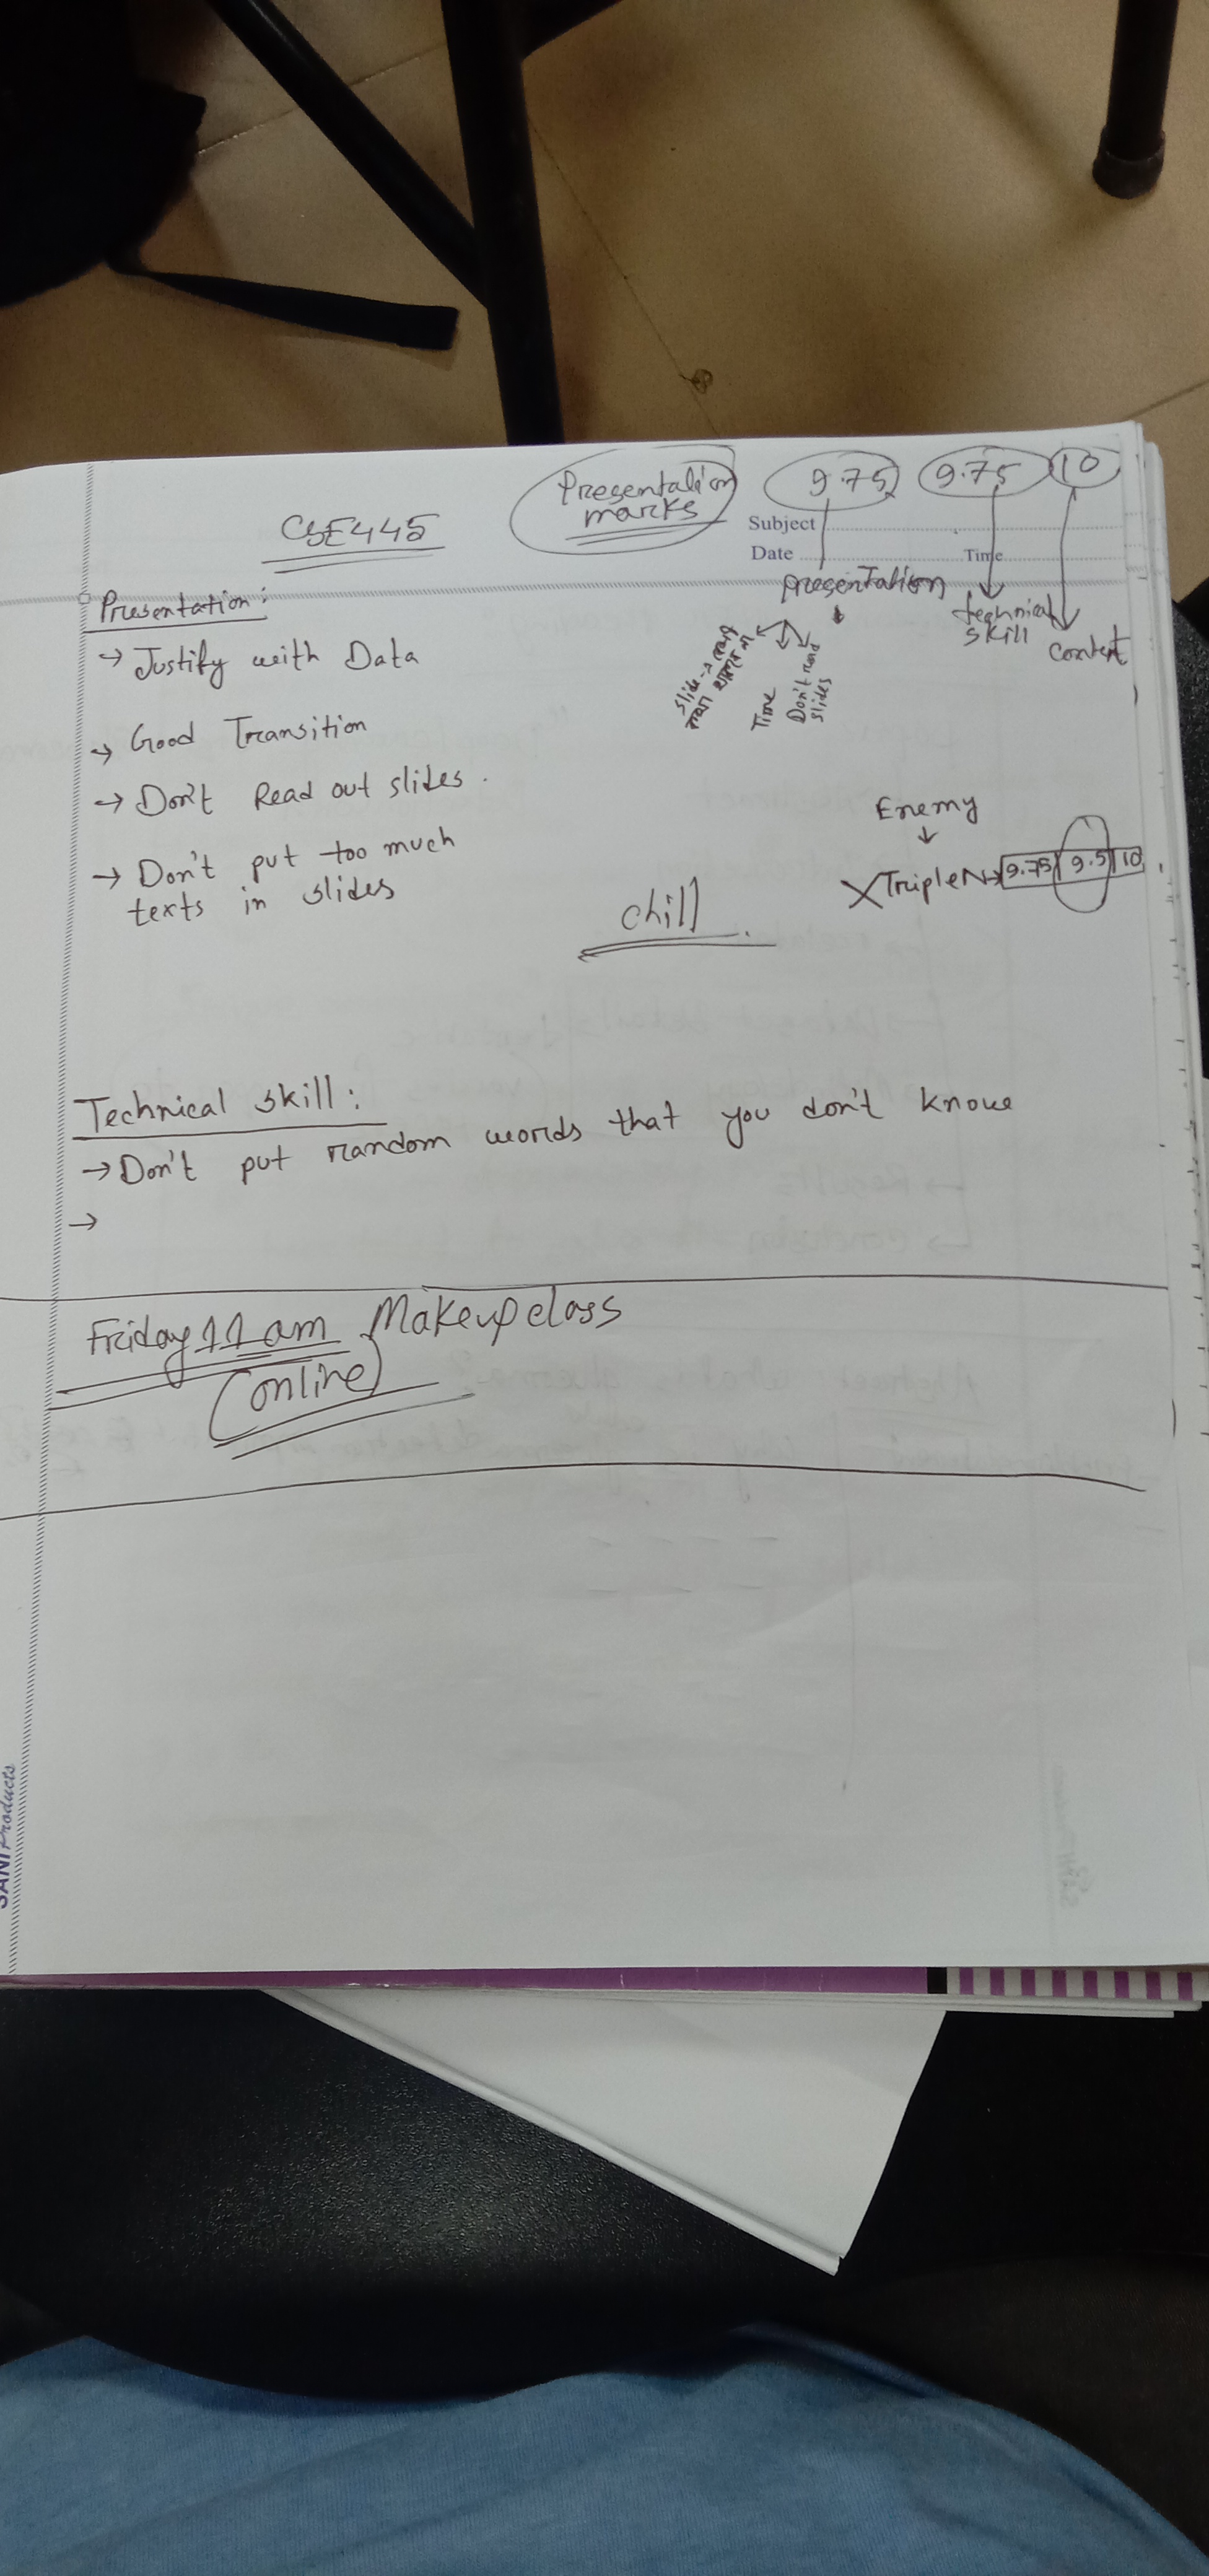 Presentation marks
9.75 9.75 10
CSE445
Subject
Date Time
presentation
technical skill
content
Time
Don't read slides
Presentation:
→ Justify with Data
→ Good Transition
→ Don't Read out slides.
→ Don't put too much
texts in slides
Enemy
↓
XTripleN→ 9.75 9.5 10
chill
Technical skill:
→ Don't put random words that you don't know
→
Friday 11 am Makeup class
(online)
SANI Products